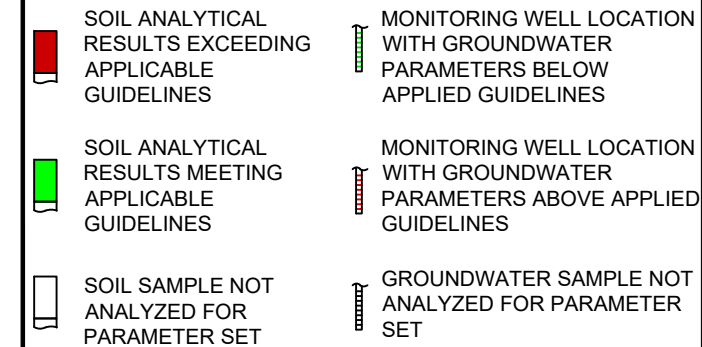 SOIL ANALYTICAL
RESULTS EXCEEDING
APPLICABLE
GUIDELINES
MONITORING WELL LOCATION
WITH GROUNDWATER
PARAMETERS BELOW
APPLIED GUIDELINES
SOIL ANALYTICAL
RESULTS MEETING
APPLICABLE
GUIDELINES
MONITORING WELL LOCATION
WITH GROUNDWATER
PARAMETERS ABOVE APPLIED
GUIDELINES
SOIL SAMPLE NOT
ANALYZED FOR
PARAMETER SET
GROUNDWATER SAMPLE NOT
ANALYZED FOR PARAMETER
SET